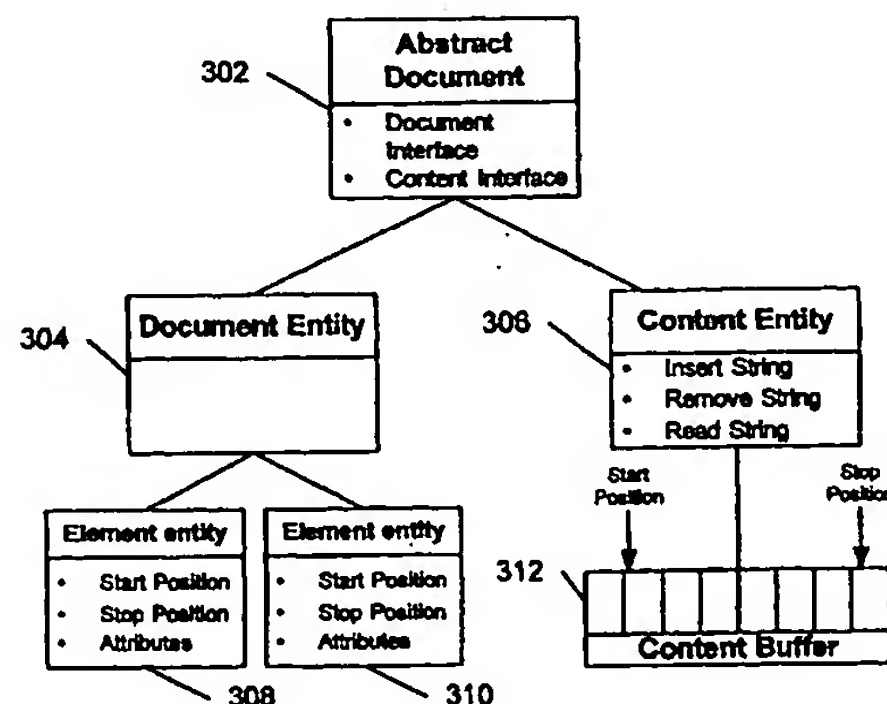 Abstract
Document
302
• Document
Interface
• Content Interface
Document Entity
304
Content Entity
306
• Insert String
• Remove String
• Read String
Start
Position
Stop
Position
Element entity
• Start Position
• Stop Position
• Attributes
308
Element entity
• Start Position
• Stop Position
• Attributes
310
312
Content Buffer